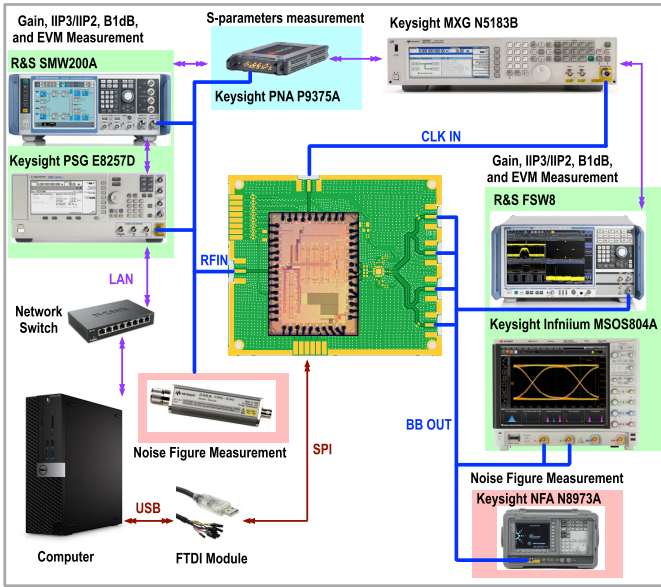 Gain, IIP3/IIP2, B1dB,
and EVM Measurement
R&S SMW200A
S-parameters measurement
Keysight PNA P9375A
Keysight MXG N5183B
Keysight PSG E8257D
CLK IN
Gain, IIP3/IIP2, B1dB,
and EVM Measurement
R&S FSW8
RFIN
LAN
Network
Switch
Keysight Infniium MSOS804A
Noise Figure Measurement
SPI
BB OUT
Noise Figure Measurement
Keysight NFA N8973A
USB
Computer
FTDI Module